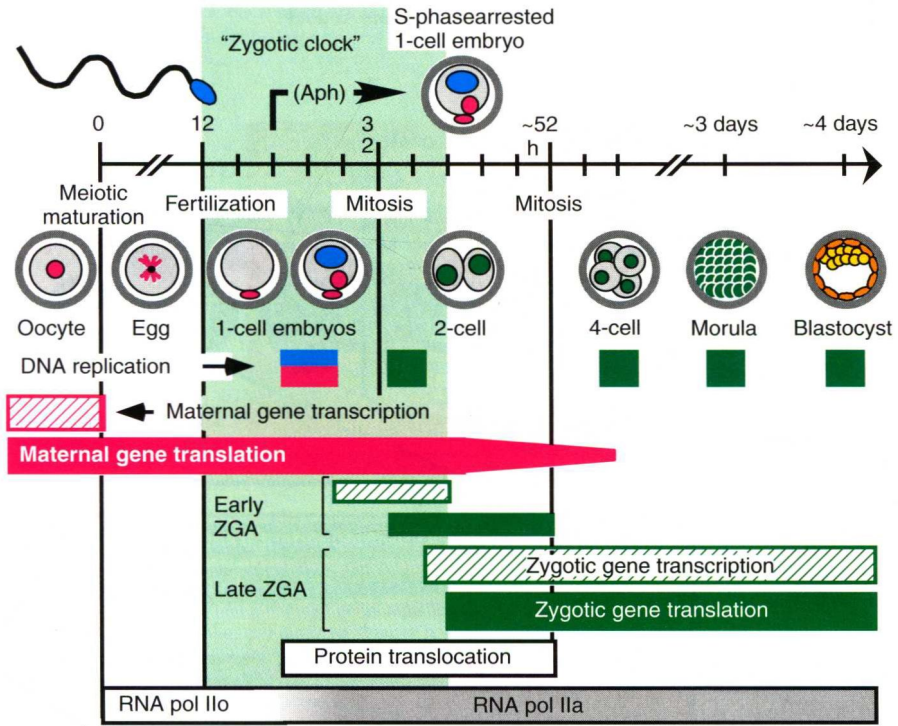 S-phasearrested
1-cell embryo
"Zygotic clock"
(Aph)
0
12
3
2
~52
h
~3 days
~4 days
Meiotic
maturation
Fertilization
Mitosis
Mitosis
Oocyte
Egg
1-cell embryos
2-cell
4-cell
Morula
Blastocyst
DNA replication
Maternal gene transcription
Maternal gene translation
Early
ZGA
Late ZGA
Zygotic gene transcription
Zygotic gene translation
Protein translocation
RNA pol IIo
RNA pol IIa